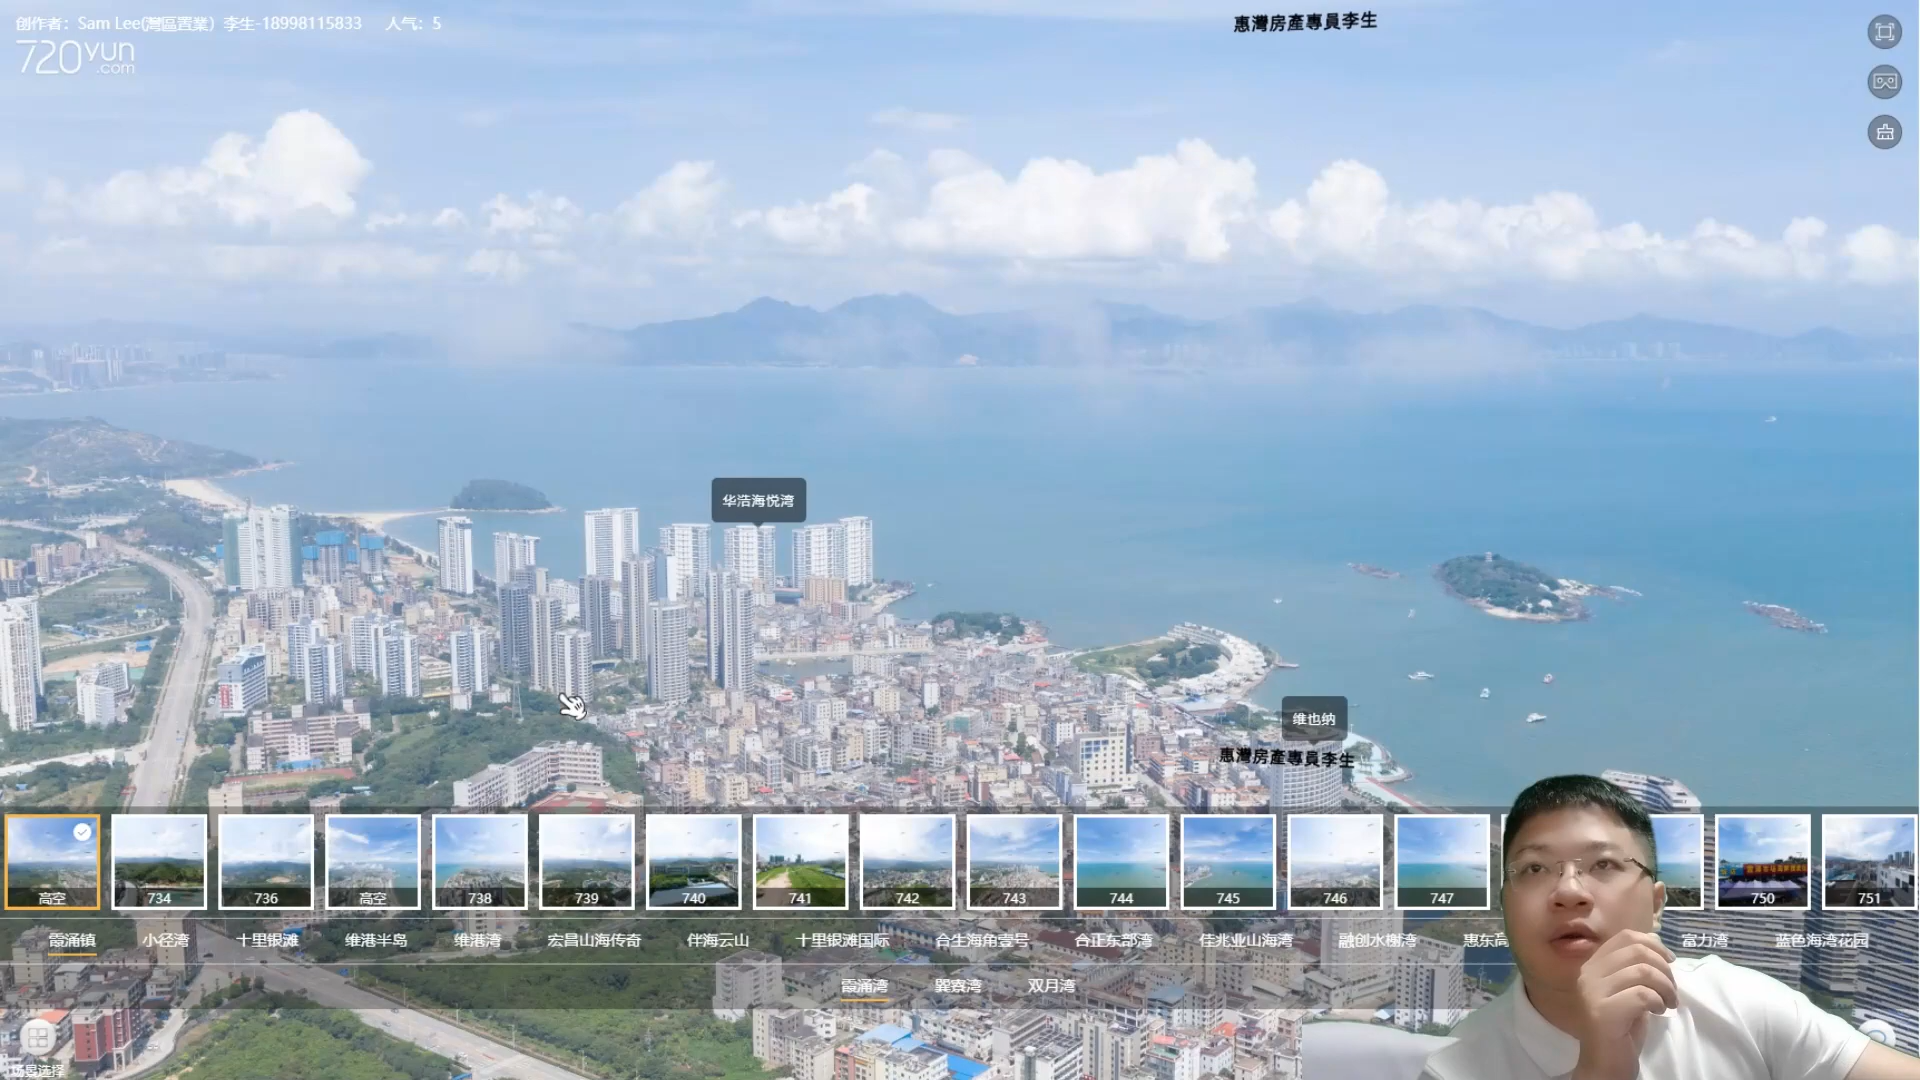 创作者：Sam Lee(灣區置業）李生-18998115833 人气：5
惠灣房產專員李生
720yun.com
华浩海悦湾
维也纳
惠灣房產專員李生
高空 734 736 高空 738 739 740 741 742 743 744 745 746 747 750 751
霞涌镇 小径湾 十里银滩 维港半岛 维港湾 宏昌山海传奇 伴海云山 十里银滩国际 合生海角壹号 合正东部湾 佳兆业山海湾 融创水榭湾 惠东高 富力湾 蓝色海湾花园
霞涌湾 巽寮湾 双月湾
场景选择